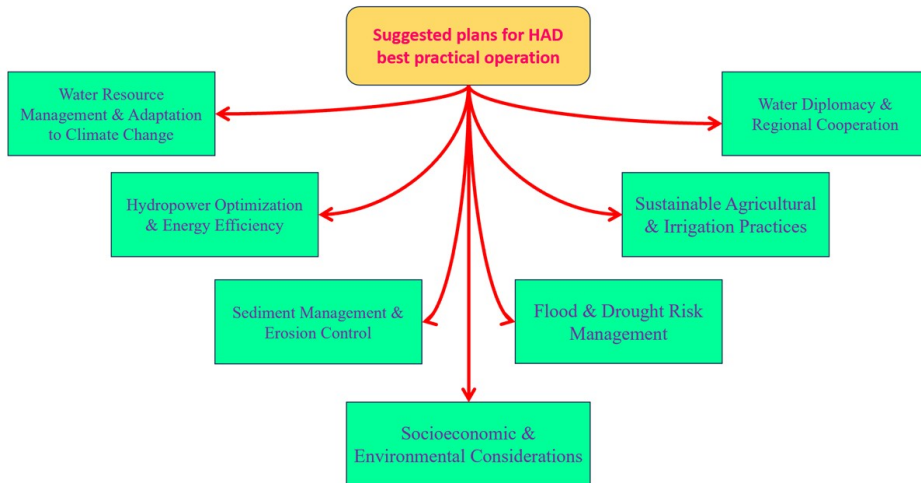 Suggested plans for HAD
best practical operation
Water Resource
Management & Adaptation
to Climate Change
Water Diplomacy &
Regional Cooperation
Hydropower Optimization
& Energy Efficiency
Sustainable Agricultural
& Irrigation Practices
Sediment Management &
Erosion Control
Flood & Drought Risk
Management
Socioeconomic &
Environmental Considerations